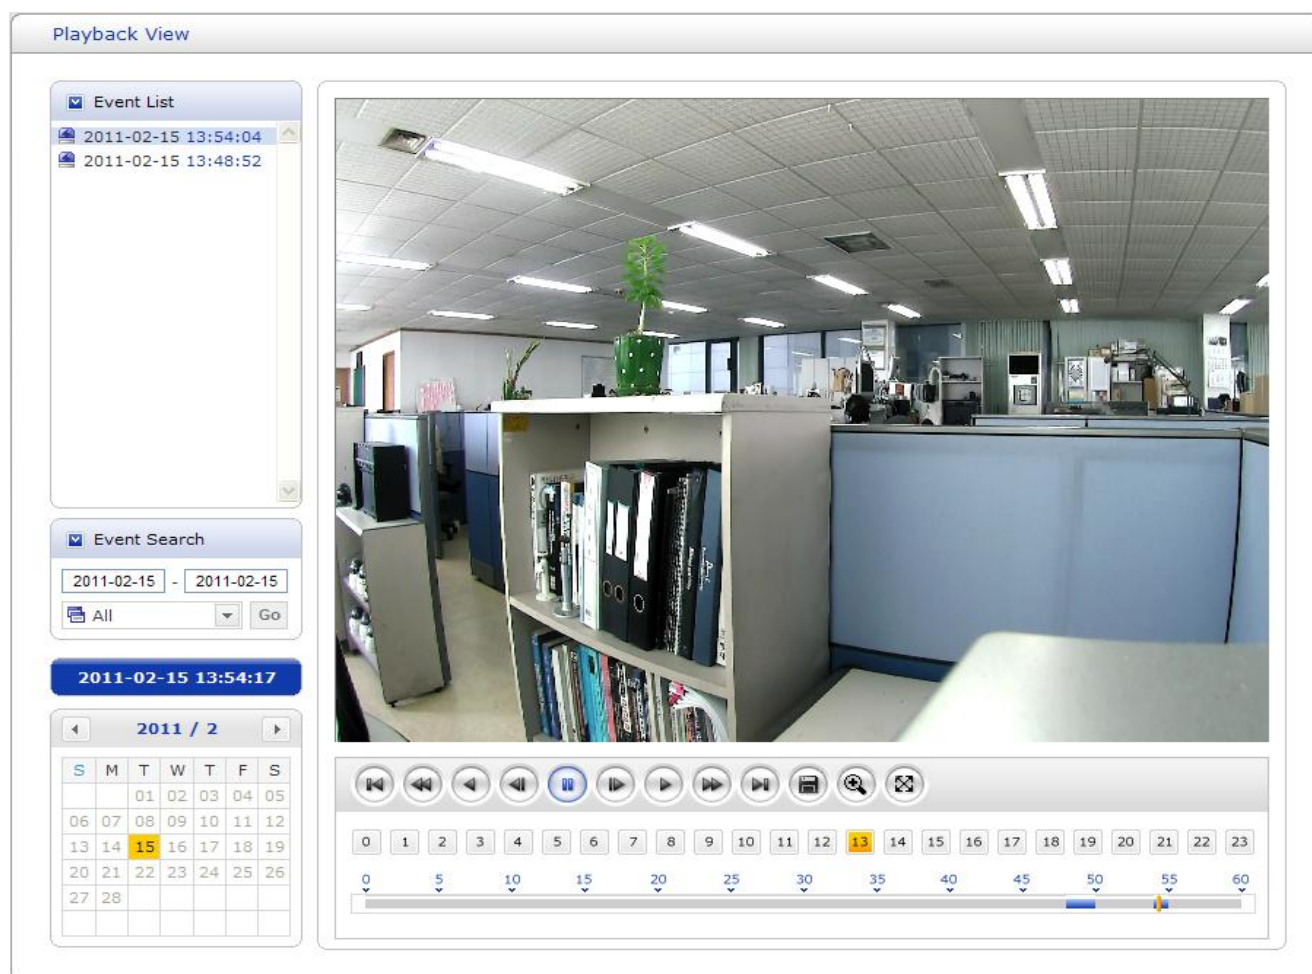 Playback View
Event List
2011-02-15 13:54:04
2011-02-15 13:48:52
Event Search
2011-02-15 - 2011-02-15
All Go
2011-02-15 13:54:17
2011 / 2
S M T W T F S
01 02 03 04 05
06 07 08 09 10 11 12
13 14 15 16 17 18 19
20 21 22 23 24 25 26
27 28
0 1 2 3 4 5 6 7 8 9 10 11 12 13 14 15 16 17 18 19 20 21 22 23
0 5 10 15 20 25 30 35 40 45 50 55 60